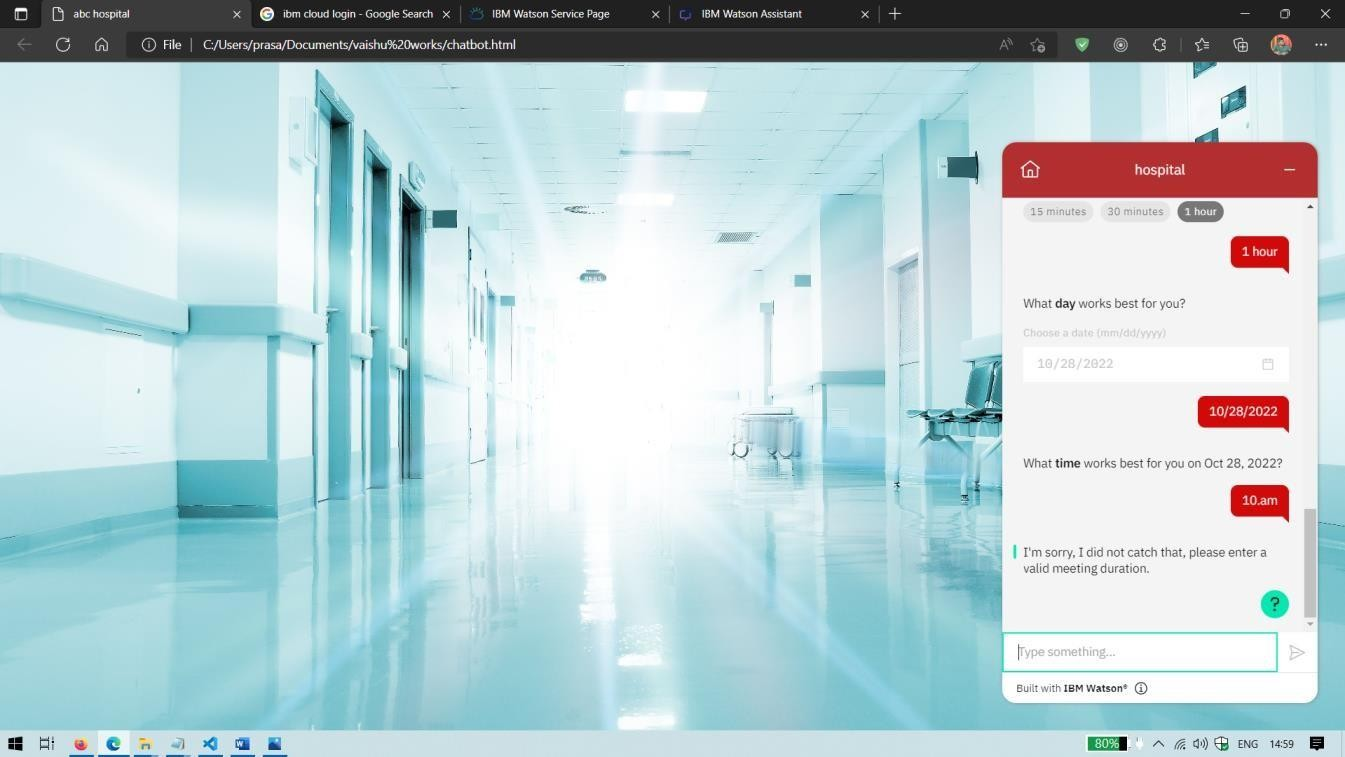 abc hospital
ibm cloud login - Google Search
IBM Watson Service Page
IBM Watson Assistant
File
C:/Users/prasa/Documents/vaishu%20works/chatbot.html
hospital
15 minutes 30 minutes 1 hour
1 hour
What day works best for you?
Choose a date (mm/dd/yyyy)
10/28/2022
10/28/2022
What time works best for you on Oct 28, 2022?
10.am
I'm sorry, I did not catch that, please enter a
valid meeting duration.
?
Type something...
Built with IBM Watson®
80% ENG 14:59